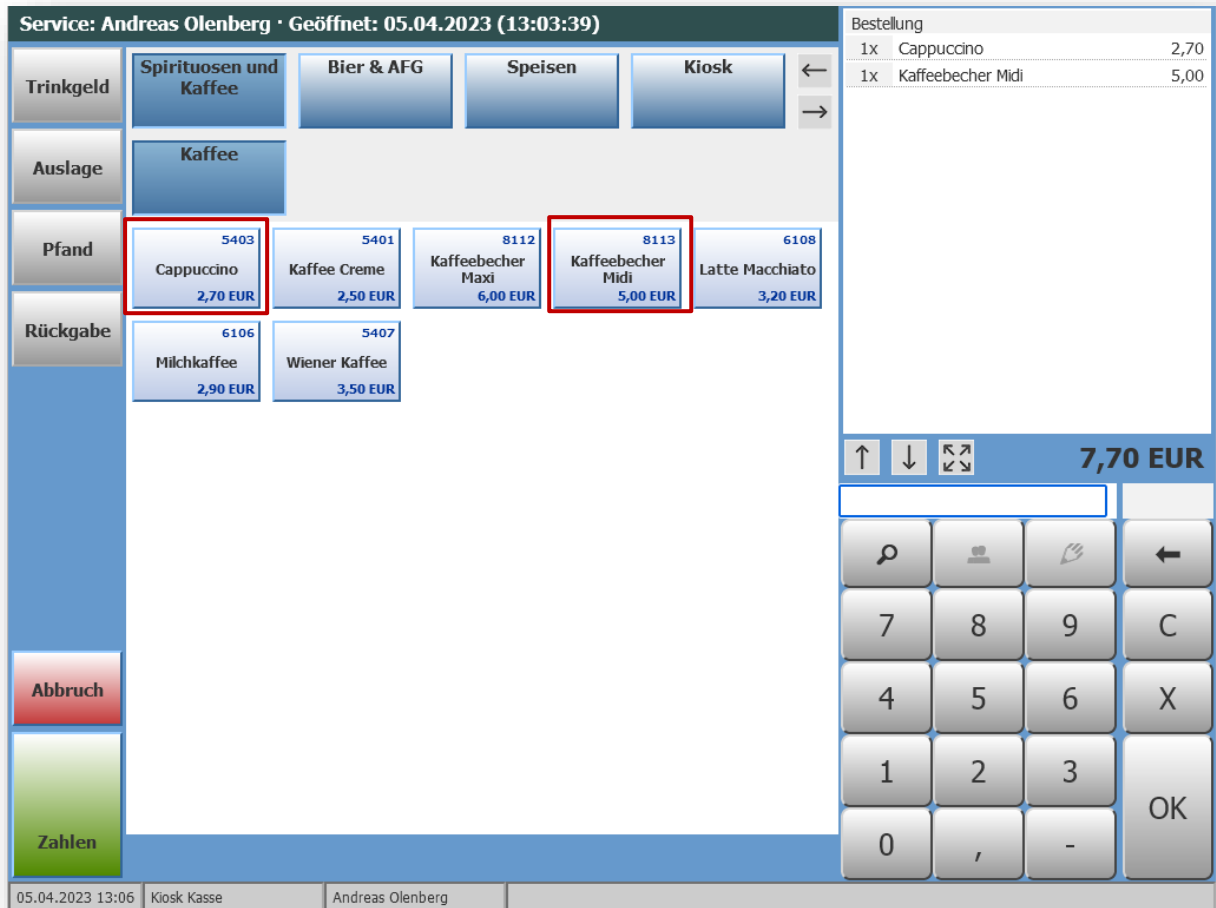 Service: Andreas Olenberg · Geöffnet: 05.04.2023 (13:03:39)
Trinkgeld
Auslage
Pfand
Rückgabe
Abbruch
Zahlen
Spirituosen und
Kaffee
Bier & AFG
Speisen
Kiosk
←
→
Kaffee
5403
Cappuccino
2,70 EUR
5401
Kaffee Creme
2,50 EUR
8112
Kaffeebecher
Maxi
6,00 EUR
8113
Kaffeebecher
Midi
5,00 EUR
6108
Latte Macchiato
3,20 EUR
6106
Milchkaffee
2,90 EUR
5407
Wiener Kaffee
3,50 EUR
Bestellung
1x Cappuccino 2,70
1x Kaffeebecher Midi 5,00
↑ ↓ 7,70 EUR
7 8 9 C
4 5 6 X
1 2 3
OK
0 , -
05.04.2023 13:06 Kiosk Kasse Andreas Olenberg